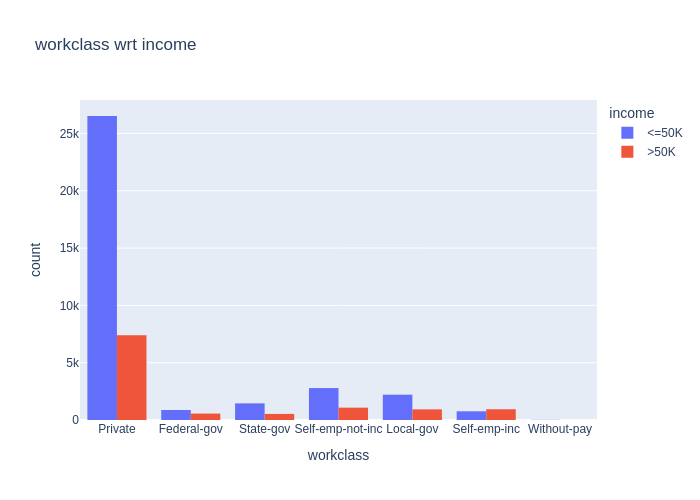 workclass wrt income
income
<=50K
>50K
25k
20k
15k
10k
5k
0
count
Private Federal-gov State-gov Self-emp-not-inc Local-gov Self-emp-inc Without-pay
workclass